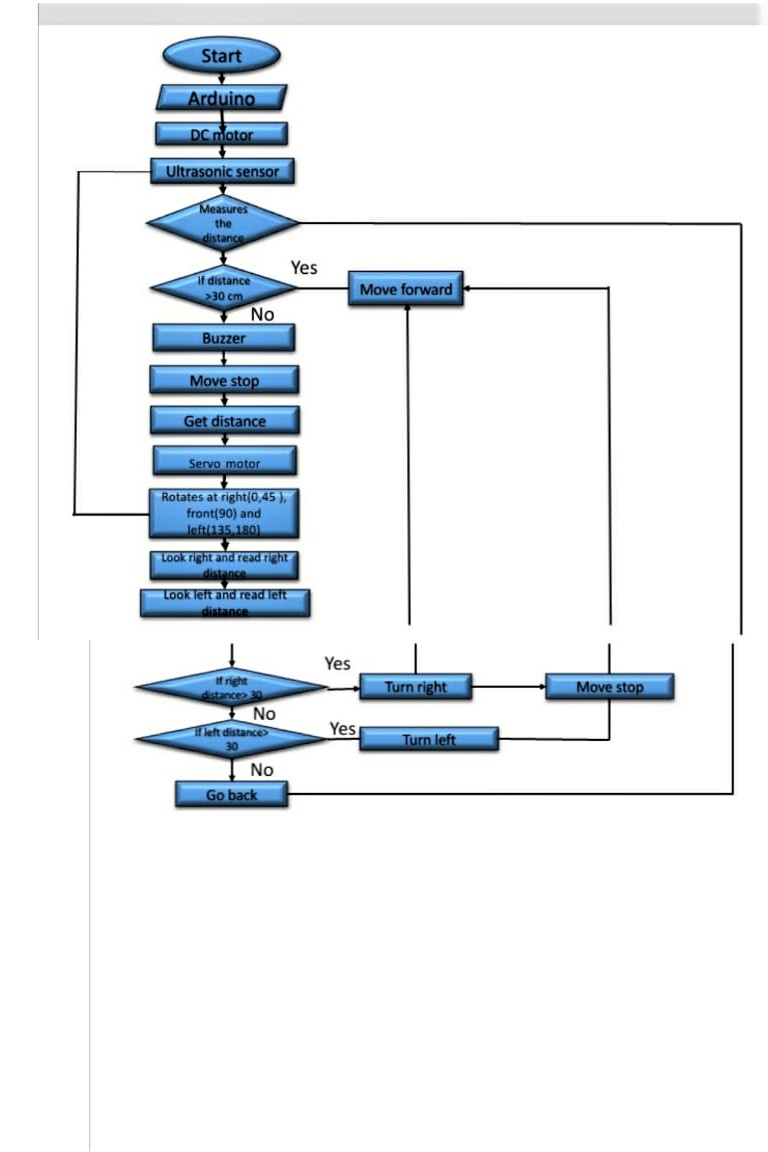 Start
Arduino
DC motor
Ultrasonic sensor
Measures
the
distance
if distance
>30 cm
Yes
Move forward
No
Buzzer
Move stop
Get distance
Servo motor
Rotates at right(0,45 ),
front(90) and
left(135,180)
Look right and read right
distance
Look left and read left
distance
If right
distance> 30
Yes
Turn right
Move stop
No
If left distance>
30
Yes
Turn left
No
Go back